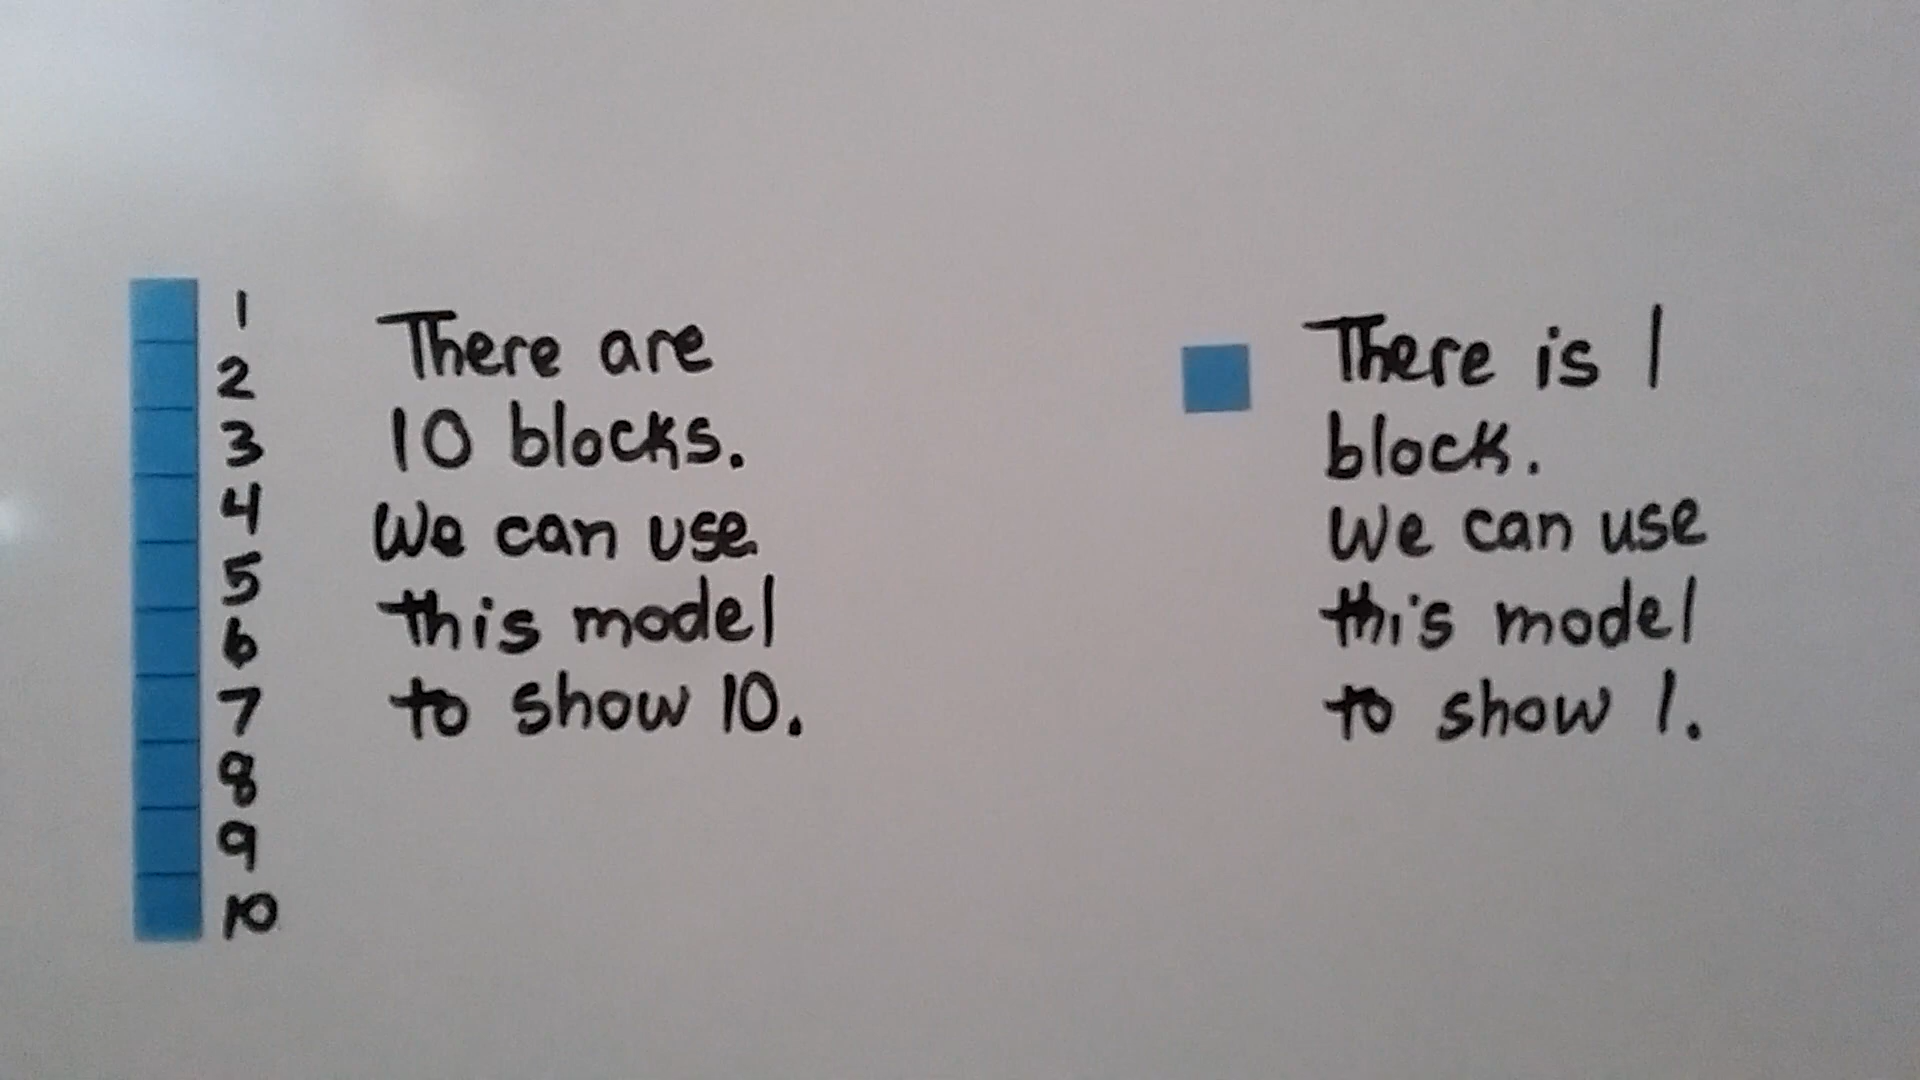 1
2
3
4
5
6
7
8
9
10
There are
10 blocks.
We can use
this model
to show 10.
There is 1
block.
We can use
this model
to show 1.